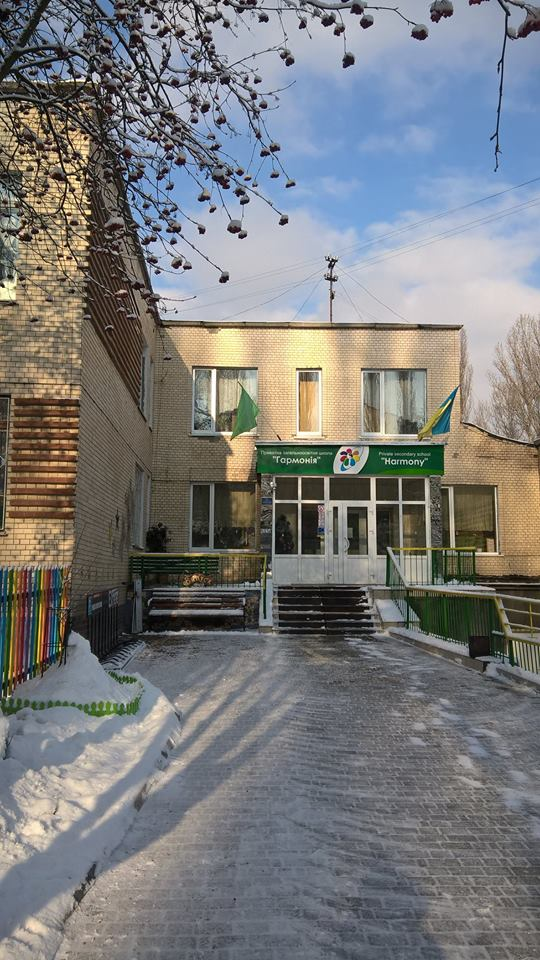 Приватна загальноосвітня школа
"Гармонія"
Private secondary school
"Harmony"